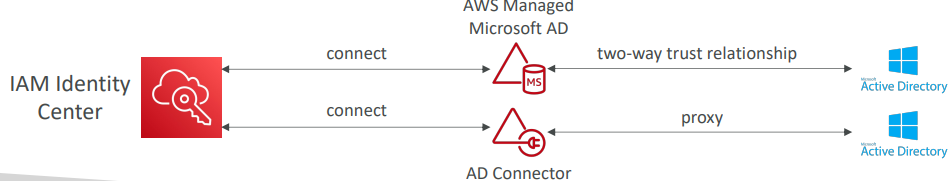 AWS Managed
Microsoft AD
connect
two-way trust relationship
IAM Identity
Center
MS
Microsoft
Active Directory
connect
proxy
Microsoft
Active Directory
AD Connector